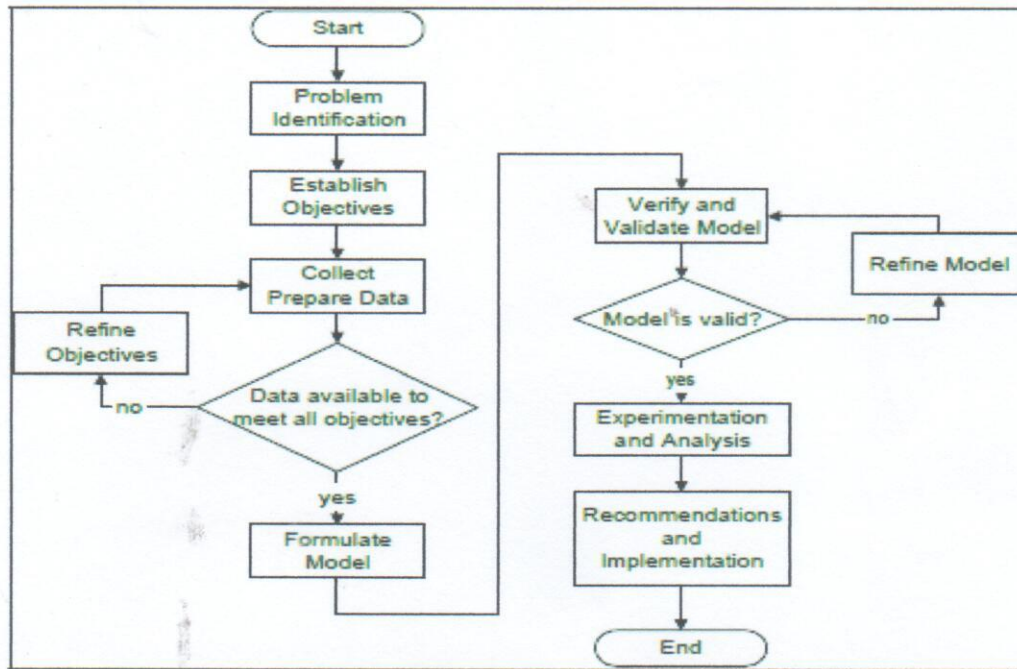 Start
Problem
Identification
Establish
Objectives
Collect
Prepare Data
Refine
Objectives
Data available to
meet all objectives?
no
yes
Formulate
Model
Verify and
Validate Model
Refine Model
Model is valid?
no
yes
Experimentation
and Analysis
Recommendations
and
Implementation
End